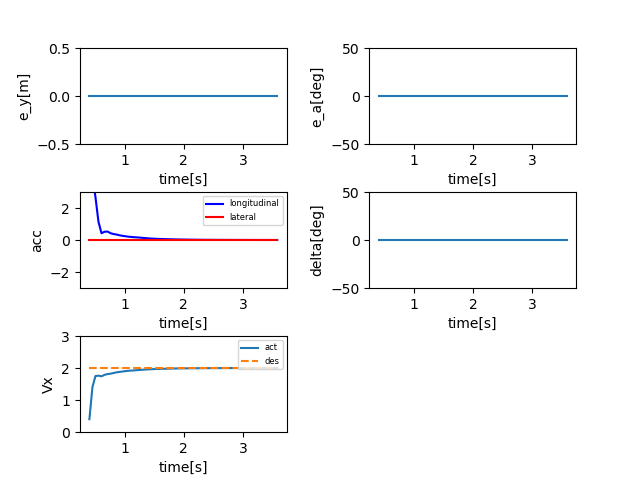 0.5
0.0
−0.5
e_y[m]
1 2 3
time[s]
50
0
−50
e_a[deg]
1 2 3
time[s]
2
0
−2
acc
longitudinal
lateral
1 2 3
time[s]
50
0
−50
delta[deg]
1 2 3
time[s]
3
2
1
0
Vx
act
des
1 2 3
time[s]